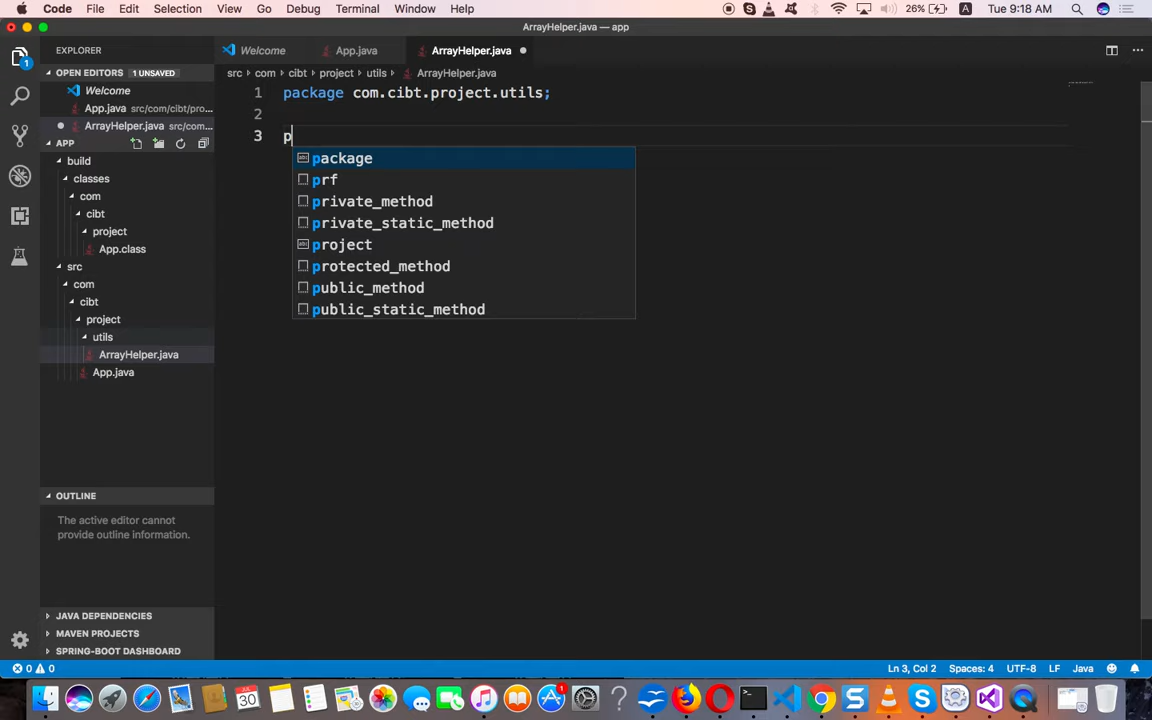 Code File Edit Selection View Go Debug Terminal Window Help 26% A Tue 9:18 AM
ArrayHelper.java — app
EXPLORER
Welcome App.java ArrayHelper.java
OPEN EDITORS 1 UNSAVED
src › com › cibt › project › utils › ArrayHelper.java
Welcome
1 package com.cibt.project.utils;
App.java src/com/cibt/pro...
2
ArrayHelper.java src/com...
3 p
APP
package
build
prf
classes
private_method
com
private_static_method
cibt
project
project
protected_method
App.class
public_method
src
public_static_method
com
cibt
project
utils
ArrayHelper.java
App.java
OUTLINE
The active editor cannot
provide outline information.
JAVA DEPENDENCIES
MAVEN PROJECTS
SPRING-BOOT DASHBOARD
0 0 Ln 3, Col 2 Spaces: 4 UTF-8 LF Java